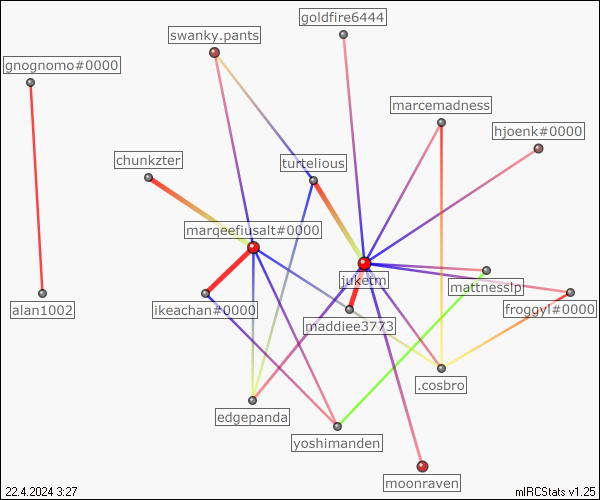 goldfire6444
swanky.pants
gnognomo#0000
marcemadness
hjoenk#0000
chunkzter
turtelious
marqeefiusalt#0000
juketm
mattnesslp
alan1002
ikeachan#0000
froggyl#0000
maddiee3773
.cosbro
edgepanda
yoshimanden
moonraven
22.4.2024 3:27
mIRCStats v1.25